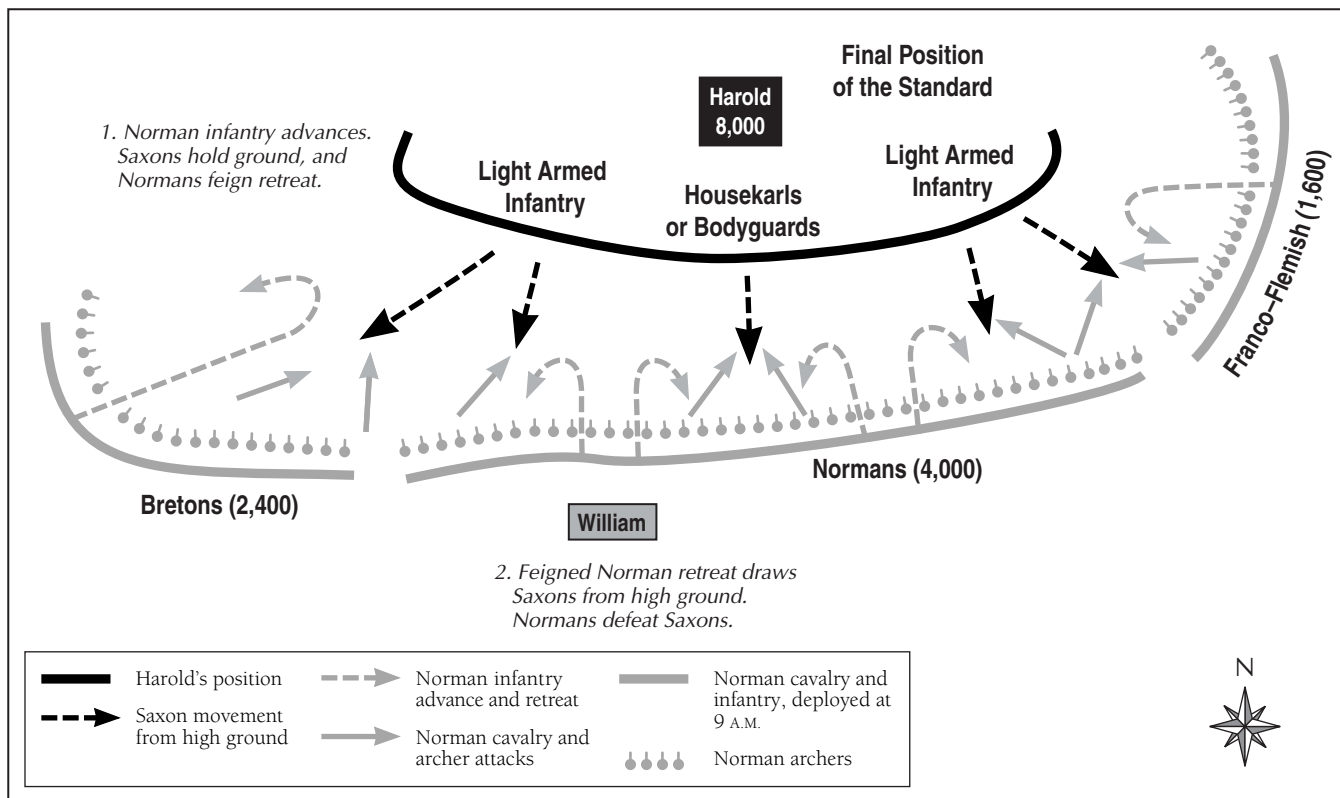 Final Position
of the Standard
Harold
8,000
1. Norman infantry advances.
Saxons hold ground, and
Normans feign retreat.
Light Armed
Infantry
Housekarls
or Bodyguards
Light Armed
Infantry
Franco–Flemish (1,600)
Bretons (2,400)
Normans (4,000)
William
2. Feigned Norman retreat draws
Saxons from high ground.
Normans defeat Saxons.
Harold's position
Saxon movement
from high ground
Norman infantry
advance and retreat
Norman cavalry and
archer attacks
Norman cavalry and
infantry, deployed at
9 A.M.
Norman archers
N